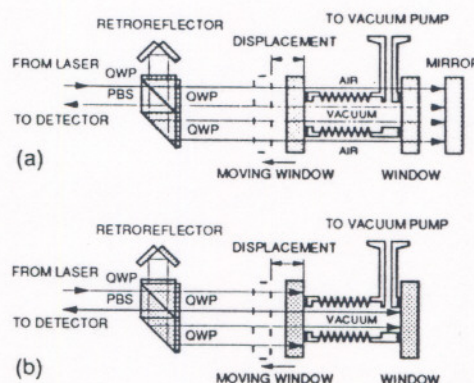 RETROREFLECTOR
TO VACUUM PUMP
DISPLACEMENT
MIRROR
FROM LASER
QWP
AIR
PBS
QWP
VACUUM
TO DETECTOR
QWP
AIR
(a)
MOVING WINDOW
WINDOW
TO VACUUM PUMP
RETROREFLECTOR
DISPLACEMENT
FROM LASER
QWP
PBS
QWP
VACUUM
TO DETECTOR
QWP
(b)
MOVING WINDOW
WINDOW